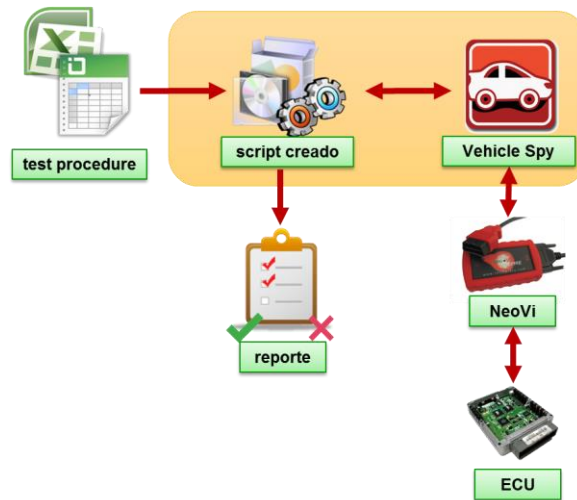 test procedure
script creado
Vehicle Spy
NeoVi
reporte
ECU